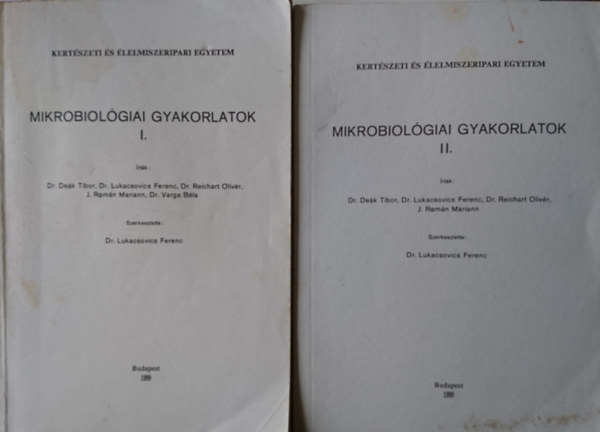 KERTÉSZETI ÉS ÉLELMISZERIPARI EGYETEM
MIKROBIOLÓGIAI GYAKORLATOK
I.
Írták:
Dr. Deák Tibor, Dr. Lukacsovics Ferenc, Dr. Reichart Olivér,
J. Román Mariann, Dr. Varga Béla
Szerkesztette:
Dr. Lukacsovics Ferenc
Budapest
KERTÉSZETI ÉS ÉLELMISZERIPARI EGYETEM
MIKROBIOLÓGIAI GYAKORLATOK
II.
Írták:
Dr. Deák Tibor, Dr. Lukacsovics Ferenc, Dr. Reichart Olivér,
J. Román Mariann
Szerkesztette:
Dr. Lukacsovics Ferenc
Budapest